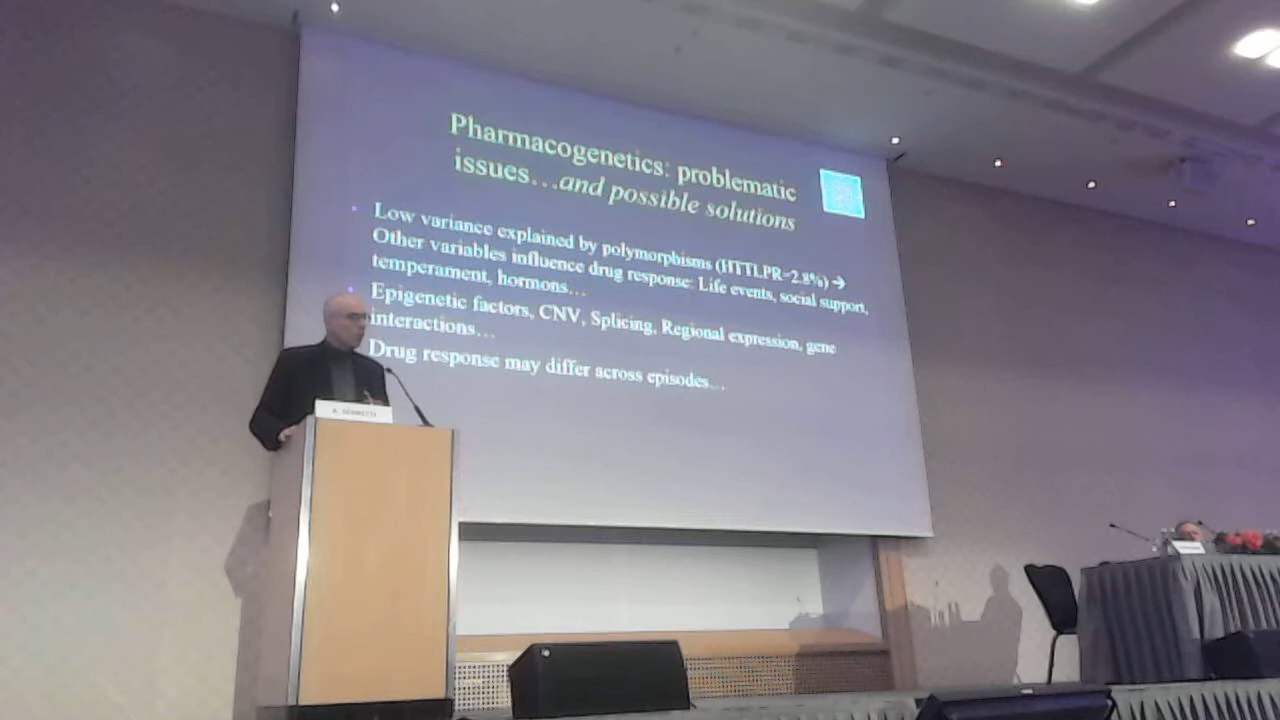 Pharmacogenetics: problematic
issues…and possible solutions
Low variance explained by polymorphisms (HTTLPR=2.8%) →
Other variables influence drug response: Life events, social support,
temperament, hormons…
Epigenetic factors, CNV, Splicing, Regional expression, gene
interactions…
Drug response may differ across episodes…